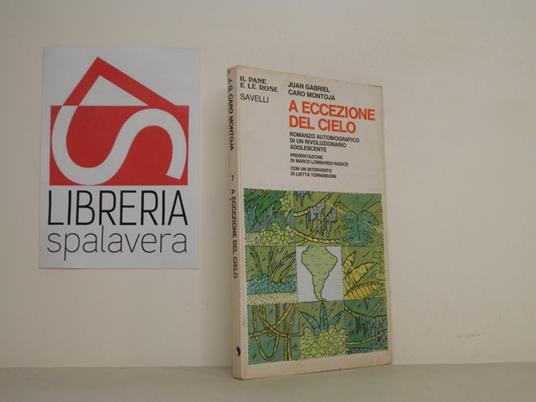 LIBRERIA
spalavera
J. G. CARO MONTOJA
7
A ECCEZIONE DEL CIELO
IL PANE
E LE ROSE
SAVELLI
JUAN GABRIEL
CARO MONTOJA
A ECCEZIONE
DEL CIELO
ROMANZO AUTOBIOGRAFICO
DI UN RIVOLUZIONARIO
ADOLESCENTE
PRESENTAZIONE
DI MARCO LOMBARDO-RADICE
CON UN INTERVENTO
DI LIETTA TORNABUONI